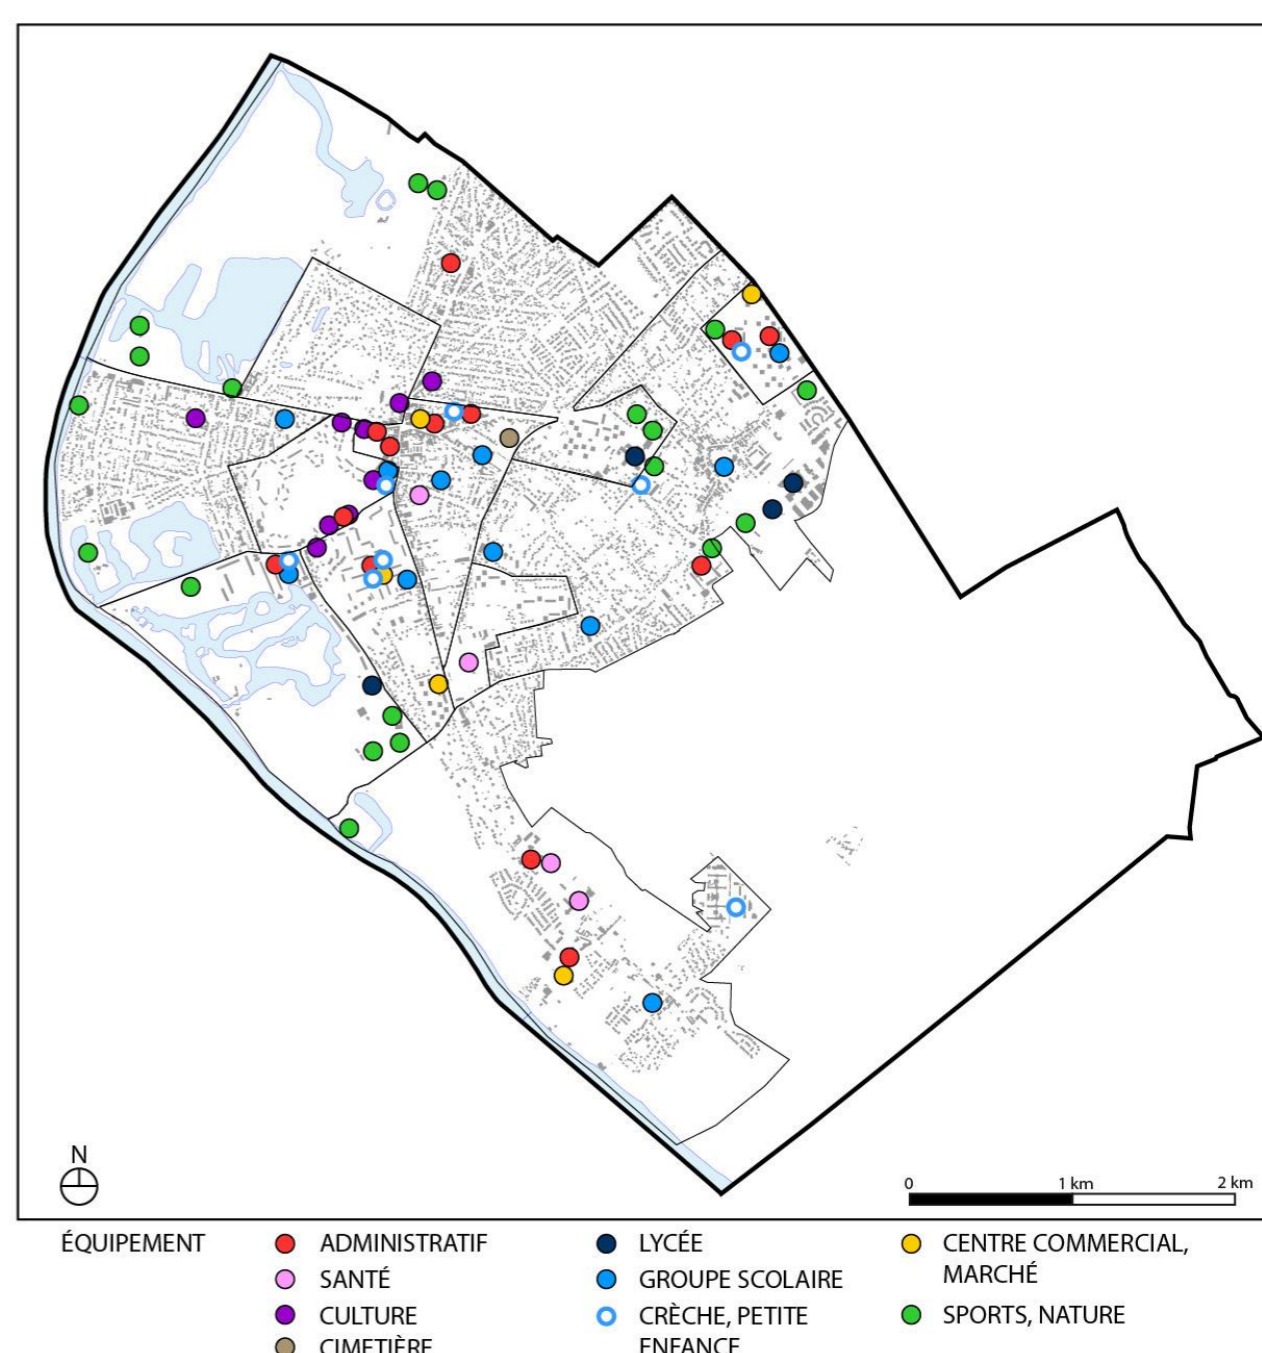 N
0 1 km 2 km
ÉQUIPEMENT
ADMINISTRATIF
SANTÉ
CULTURE
CIMETIÈRE
LYCÉE
GROUPE SCOLAIRE
CRÈCHE, PETITE
ENFANCE
CENTRE COMMERCIAL,
MARCHÉ
SPORTS, NATURE